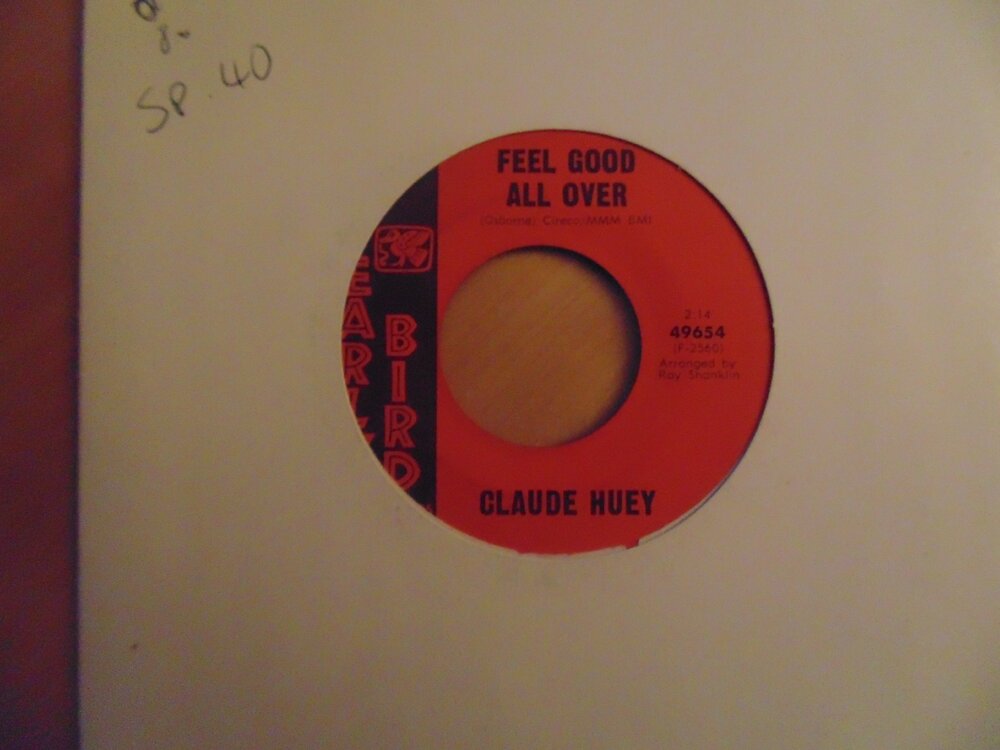 8-
SP. 40
FEEL GOOD
ALL OVER
(Osborne) Cireco/MMM BMI
EARLY
BIRD
2:14
49654
(P-2560)
Arranged by
Ray Shanklin
CLAUDE HUEY